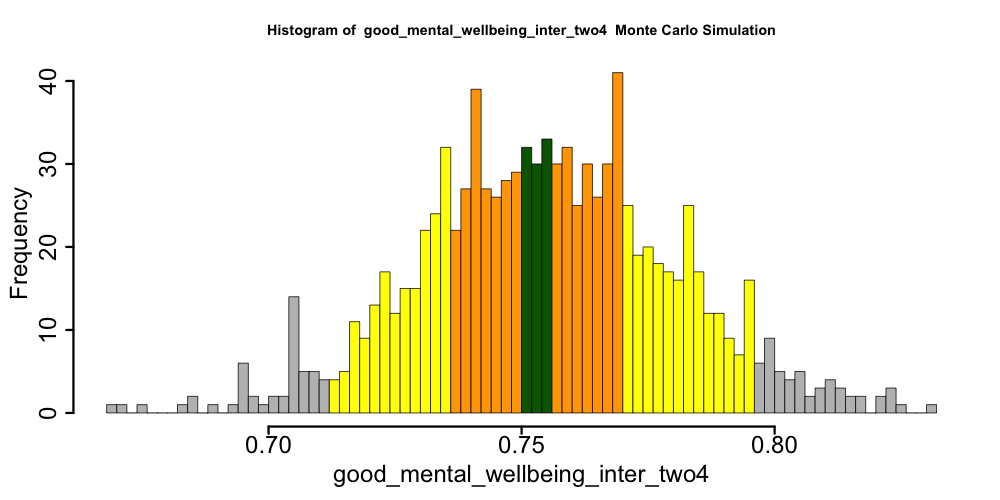 Histogram of good_mental_wellbeing_inter_two4 Monte Carlo Simulation
Frequency
40
30
20
10
0
0.70 0.75 0.80
good_mental_wellbeing_inter_two4